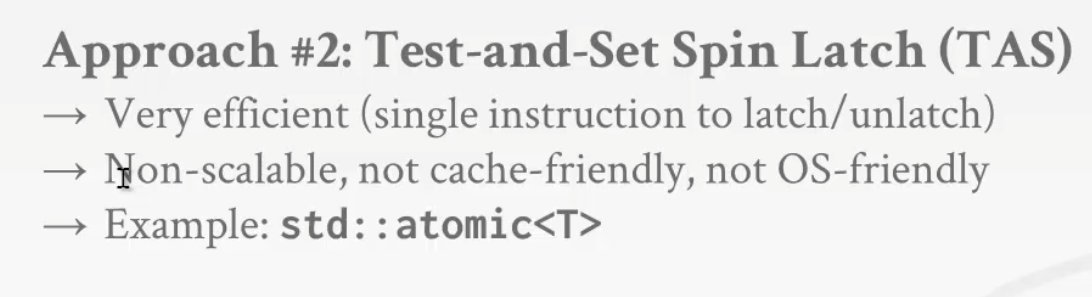 Approach #2: Test-and-Set Spin Latch (TAS)
→ Very efficient (single instruction to latch/unlatch)
→ Non-scalable, not cache-friendly, not OS-friendly
→ Example: std::atomic<T>